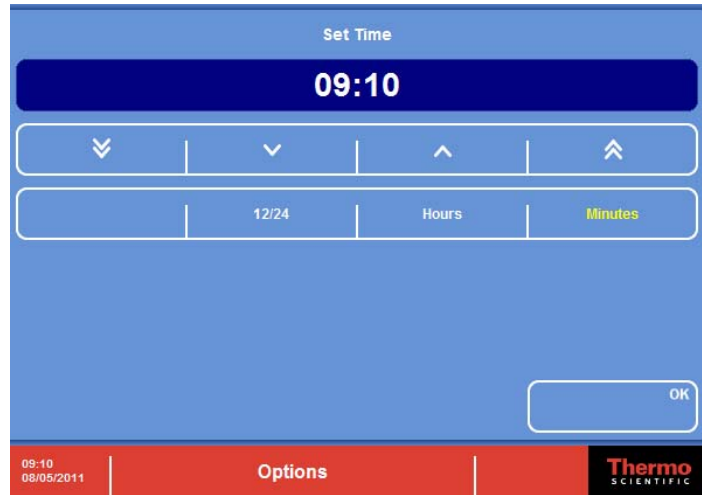 Set Time
09:10
12/24 Hours Minutes
OK
09:10
08/05/2011
Options
Thermo
SCIENTIFIC